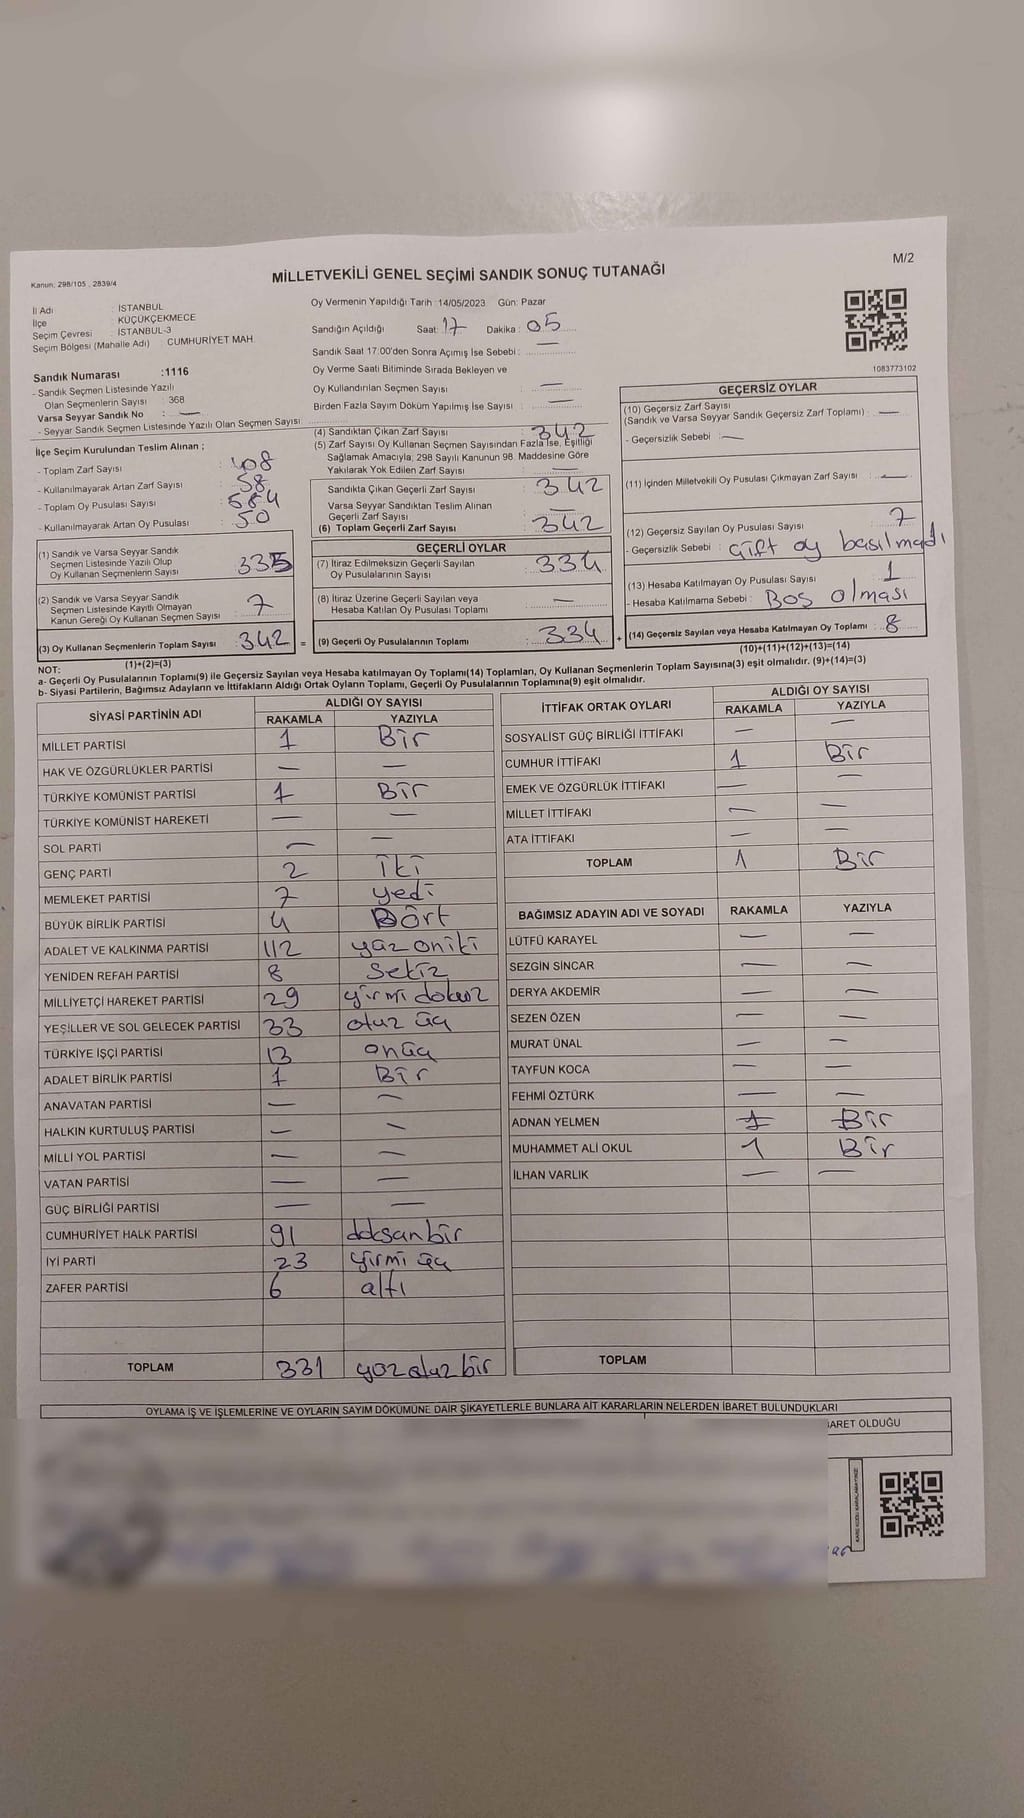 M/2
Kanun: 298/105 , 2839/4
MİLLETVEKİLİ GENEL SEÇİMİ SANDIK SONUÇ TUTANAĞI
İl Adı : İSTANBUL
İlçe : KÜÇÜKÇEKMECE
Seçim Çevresi : İSTANBUL-3
Seçim Bölgesi (Mahalle Adı) : CUMHURİYET MAH.
Sandık Numarası :1116
- Sandık Seçmen Listesinde Yazılı
Olan Seçmenlerin Sayısı : 368
Varsa Seyyar Sandık No : —
- Seyyar Sandık Seçmen Listesinde Yazılı Olan Seçmen Sayısı :
İlçe Seçim Kurulundan Teslim Alınan ;
- Toplam Zarf Sayısı : 408
- Kullanılmayarak Artan Zarf Sayısı : 58
- Toplam Oy Pusulası Sayısı : 584
- Kullanılmayarak Artan Oy Pusulası : 50
(1) Sandık ve Varsa Seyyar Sandık
Seçmen Listesinde Yazılı Olup
Oy Kullanan Seçmenlerin Sayısı 335
(2) Sandık ve Varsa Seyyar Sandık
Seçmen Listesinde Kayıtlı Olmayan
Kanun Gereği Oy Kullanan Seçmen Sayısı 7
(3) Oy Kullanan Seçmenlerin Toplam Sayısı : 342 =
(1)+(2)=(3)
Oy Vermenin Yapıldığı Tarih :14/05/2023 Gün: Pazar
Sandığın Açıldığı Saat: 17 Dakika : 05
Sandık Saat 17:00'den Sonra Açımış İse Sebebi : —
Oy Verme Saati Bitiminde Sırada Bekleyen ve
Oy Kullandırılan Seçmen Sayısı : —
Birden Fazla Sayım Döküm Yapılmış İse Sayısı : —
(4) Sandıktan Çıkan Zarf Sayısı : 342
(5) Zarf Sayısı Oy Kullanan Seçmen Sayısından Fazla İse, Eşitliği
Sağlamak Amacıyla, 298 Sayılı Kanunun 98. Maddesine Göre
Yakılarak Yok Edilen Zarf Sayısı : —
Sandıkta Çıkan Geçerli Zarf Sayısı : 342
Varsa Seyyar Sandıktan Teslim Alınan
Geçerli Zarf Sayısı :
(6) Toplam Geçerli Zarf Sayısı : 342
GEÇERLİ OYLAR
(7) İtiraz Edilmeksizin Geçerli Sayılan
Oy Pusulalarının Sayısı : 334
(8) İtiraz Üzerine Geçerli Sayılan veya
Hesaba Katılan Oy Pusulası Toplamı : —
(9) Geçerli Oy Pusulalarının Toplamı : 334 +
1083773102
GEÇERSİZ OYLAR
(10) Geçersiz Zarf Sayısı
(Sandık ve Varsa Seyyar Sandık Geçersiz Zarf Toplamı) : —
- Geçersizlik Sebebi : —
(11) İçinden Milletvekili Oy Pusulası Çıkmayan Zarf Sayısı : —
(12) Geçersiz Sayılan Oy Pusulası Sayısı : 7
- Geçersizlik Sebebi : çift oy basılmadı
(13) Hesaba Katılmayan Oy Pusulası Sayısı : 1
- Hesaba Katılmama Sebebi : Boş olması
(14) Geçersiz Sayılan veya Hesaba Katılmayan Oy Toplamı : 8
(10)+(11)+(12)+(13)=(14)
NOT:
a- Geçerli Oy Pusulalarının Toplamı(9) ile Geçersiz Sayılan veya Hesaba katılmayan Oy Toplamı(14) Toplamları, Oy Kullanan Seçmenlerin Toplam Sayısına(3) eşit olmalıdır. (9)+(14)=(3)
b- Siyasi Partilerin, Bağımsız Adayların ve İttifakların Aldığı Ortak Oyların Toplamı, Geçerli Oy Pusulalarının Toplamına(9) eşit olmalıdır.
SİYASİ PARTİNİN ADI ALDIĞI OY SAYISI
RAKAMLA YAZIYLA
MİLLET PARTİSİ 1 Bir
HAK VE ÖZGÜRLÜKLER PARTİSİ — —
TÜRKİYE KOMÜNİST PARTİSİ 1 Bir
TÜRKİYE KOMÜNİST HAREKETİ — —
SOL PARTİ — —
GENÇ PARTİ 2 iki
MEMLEKET PARTİSİ 7 yedi
BÜYÜK BİRLİK PARTİSİ 4 Dört
ADALET VE KALKINMA PARTİSİ 112 yüz oniki
YENİDEN REFAH PARTİSİ 8 Sekiz
MİLLİYETÇİ HAREKET PARTİSİ 29 yirmi dokuz
YEŞİLLER VE SOL GELECEK PARTİSİ 33 otuz üç
TÜRKİYE İŞÇİ PARTİSİ 13 onüç
ADALET BİRLİK PARTİSİ 1 Bir
ANAVATAN PARTİSİ — —
HALKIN KURTULUŞ PARTİSİ — —
MİLLİ YOL PARTİSİ — —
VATAN PARTİSİ — —
GÜÇ BİRLİĞİ PARTİSİ — —
CUMHURİYET HALK PARTİSİ 91 doksanbir
İYİ PARTİ 23 yirmi üç
ZAFER PARTİSİ 6 altı
TOPLAM 331 yüz otuz bir
İTTİFAK ORTAK OYLARI ALDIĞI OY SAYISI
RAKAMLA YAZIYLA
SOSYALİST GÜÇ BİRLİĞİ İTTİFAKI — —
CUMHUR İTTİFAKI 1 Bir
EMEK VE ÖZGÜRLÜK İTTİFAKI — —
MİLLET İTTİFAKI — —
ATA İTTİFAKI — —
TOPLAM 1 Bir
BAĞIMSIZ ADAYIN ADI VE SOYADI RAKAMLA YAZIYLA
LÜTFÜ KARAYEL — —
SEZGİN SİNCAR — —
DERYA AKDEMİR — —
SEZEN ÖZEN — —
MURAT ÜNAL — —
TAYFUN KOCA — —
FEHMİ ÖZTÜRK — —
ADNAN YELMEN 1 Bir
MUHAMMET ALİ OKUL 1 Bir
İLHAN VARLIK — —
TOPLAM
OYLAMA İŞ VE İŞLEMLERİNE VE OYLARIN SAYIM DÖKÜMÜNE DAİR ŞİKAYETLERLE BUNLARA AİT KARARLARIN NELERDEN İBARET BULUNDUKLARI
İBARET OLDUĞU